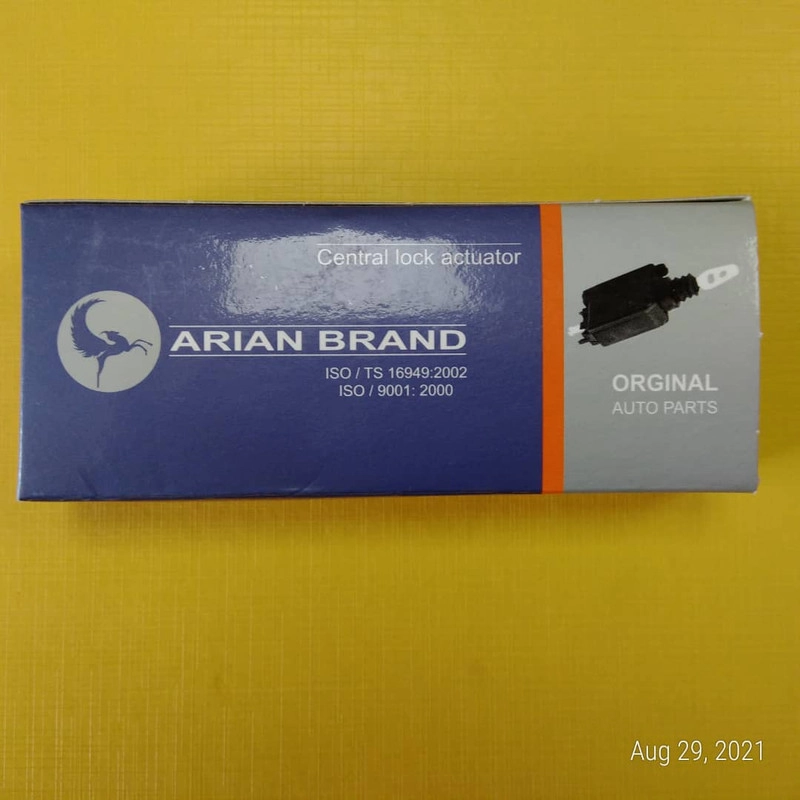 Central lock actuator
ARIAN BRAND
ISO / TS 16949:2002
ISO / 9001: 2000
ORGINAL
AUTO PARTS
Aug 29, 2021